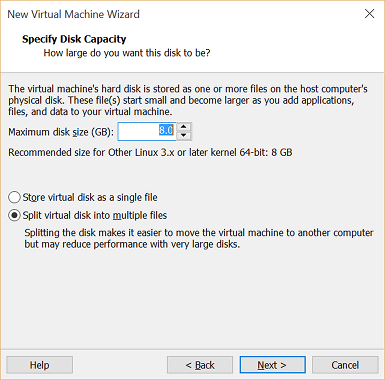 New Virtual Machine Wizard
Specify Disk Capacity
How large do you want this disk to be?
The virtual machine's hard disk is stored as one or more files on the host computer's
physical disk. These file(s) start small and become larger as you add applications,
files, and data to your virtual machine.
Maximum disk size (GB): 8.0
Recommended size for Other Linux 3.x or later kernel 64-bit: 8 GB
Store virtual disk as a single file
Split virtual disk into multiple files
Splitting the disk makes it easier to move the virtual machine to another computer
but may reduce performance with very large disks.
Help < Back Next > Cancel